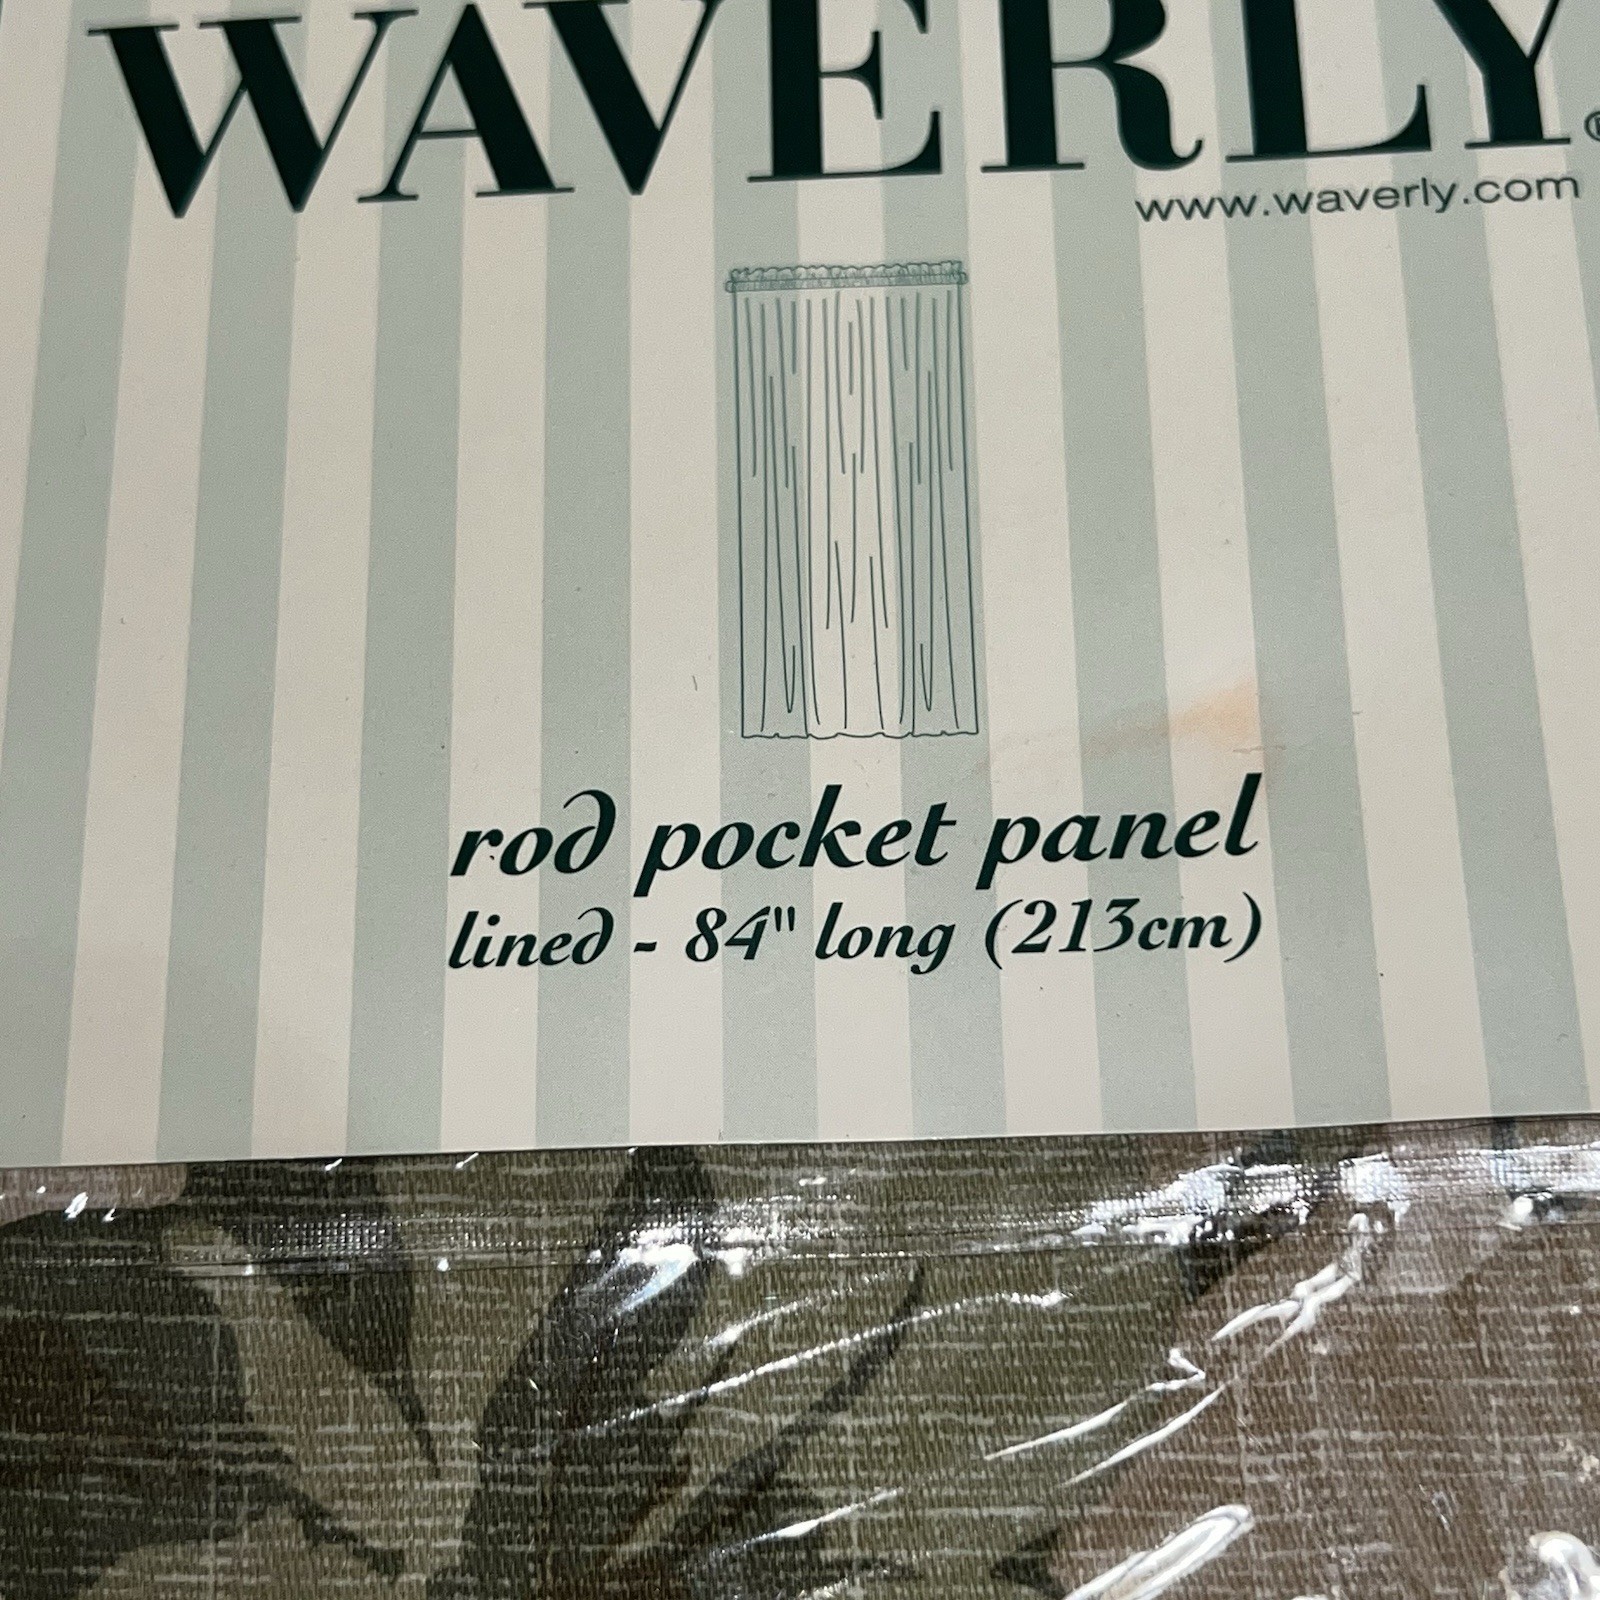 WAVERLY®
www.waverly.com
rod pocket panel
lined - 84" long (213cm)